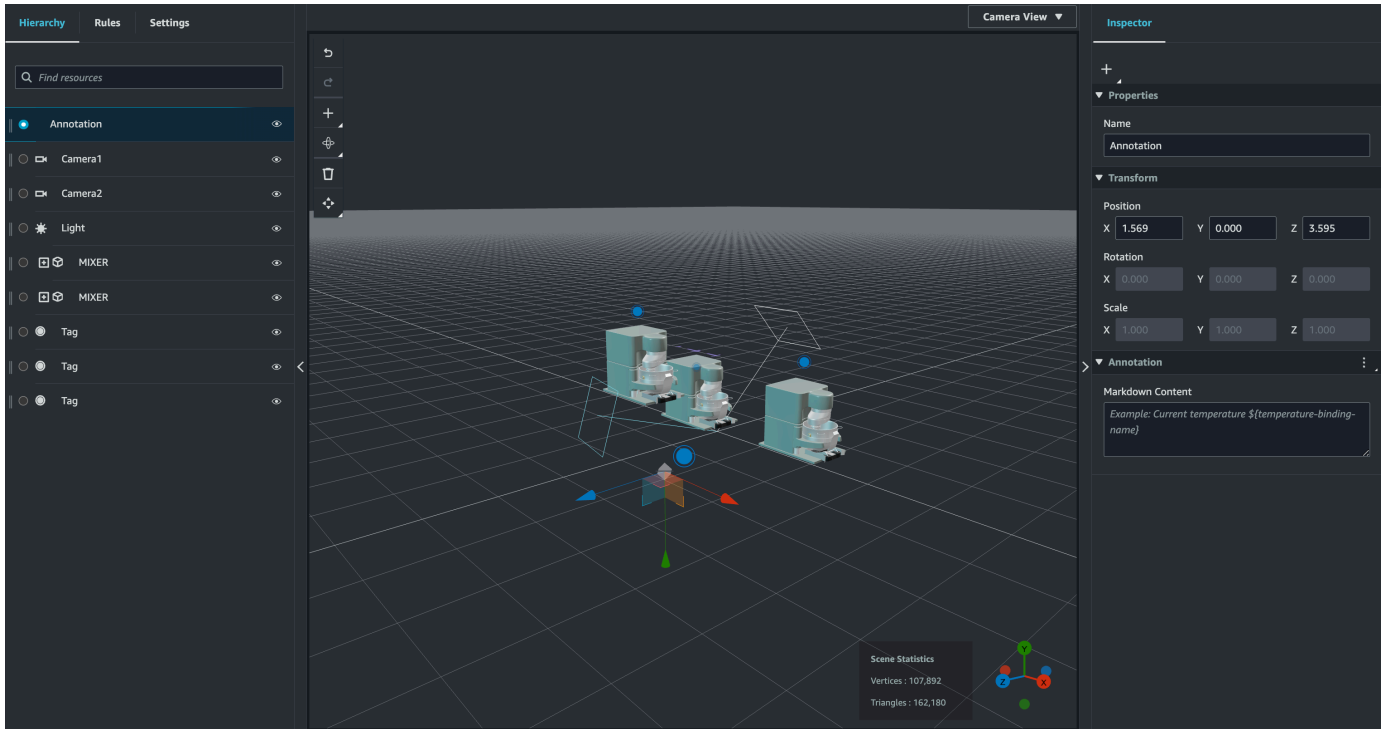 Hierarchy Rules Settings
Find resources
Annotation
Camera1
Camera2
Light
MIXER
MIXER
Tag
Tag
Tag
Camera View ▼
Scene Statistics
Vertices : 107,892
Triangles : 162,180
Y
Z
X
Inspector
Properties
Name
Annotation
Transform
Position
X 1.569 Y 0.000 Z 3.595
Rotation
X 0.000 Y 0.000 Z 0.000
Scale
X 1.000 Y 1.000 Z 1.000
Annotation
Markdown Content
Example: Current temperature ${temperature-binding-
name}